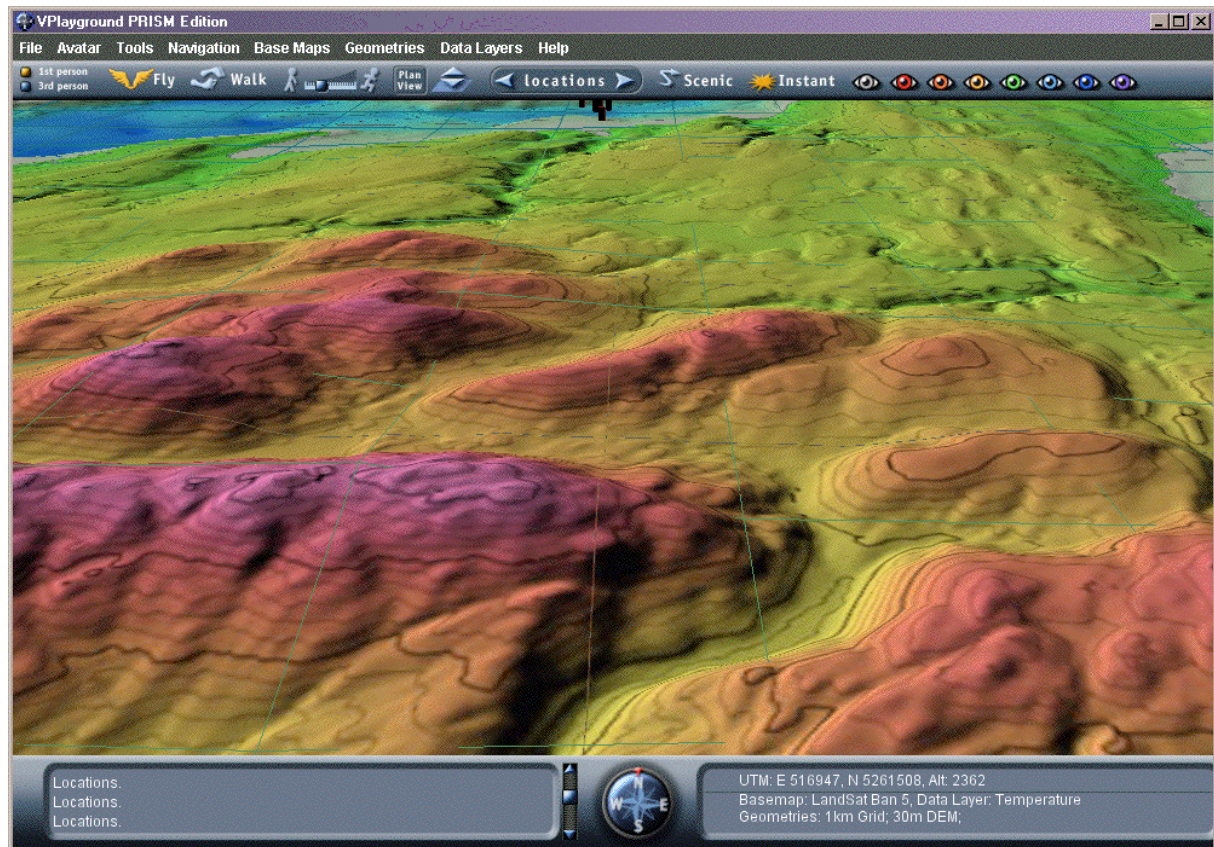 VPlayground PRISM Edition
File Avatar Tools Navigation Base Maps Geometries Data Layers Help
1st person
3rd person
Fly Walk Plan View locations Scenic Instant
Locations.
Locations.
Locations.
N
W E
S
UTM: E 516947, N 5261508, Alt: 2362
Basemap: LandSat Ban 5, Data Layer: Temperature
Geometries: 1km Grid; 30m DEM;